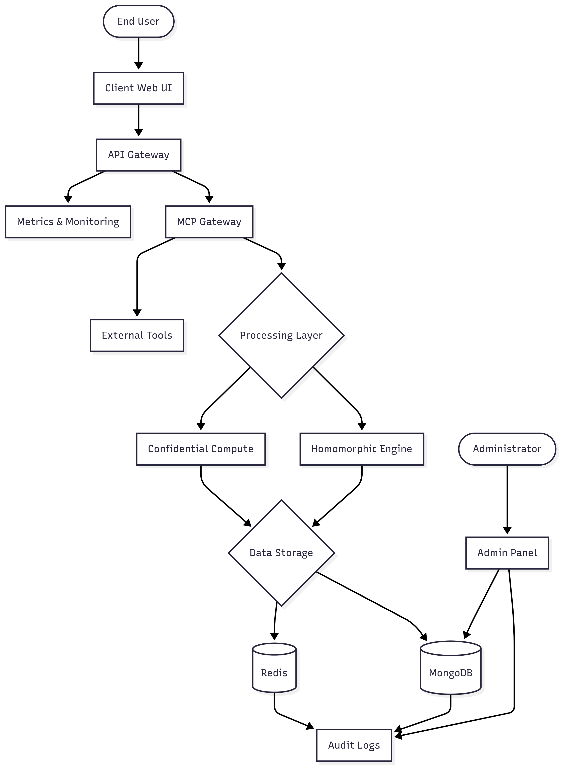 End User
Client Web UI
API Gateway
Metrics & Monitoring
MCP Gateway
External Tools
Processing Layer
Confidential Compute
Homomorphic Engine
Administrator
Data Storage
Admin Panel
Redis
MongoDB
Audit Logs